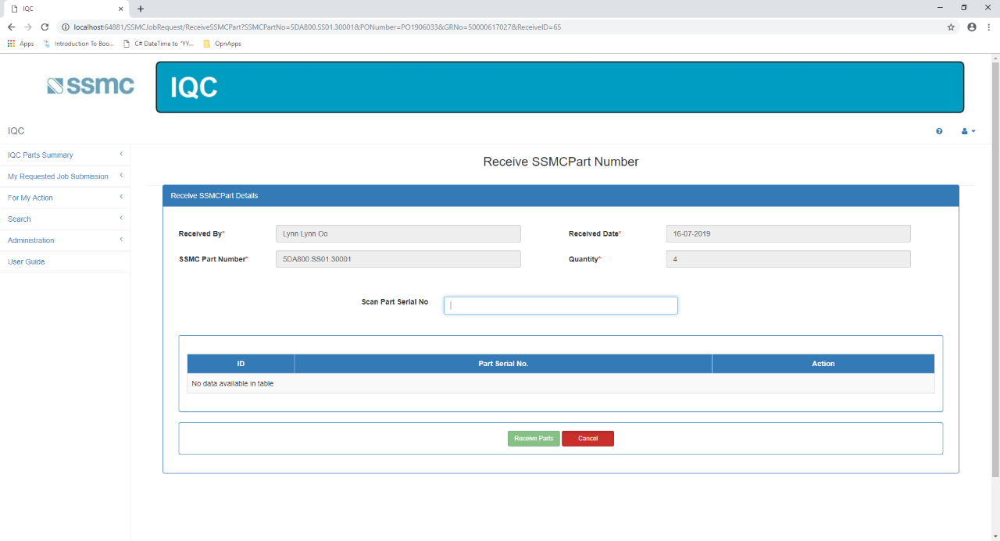 IQC
localhost:64881/SSMCJobRequest/ReceiveSSMCPart?SSMCPartNo=5DA800.SS01.30001&PONumber=PO1906033&GRNo=50000617027&ReceiveID=65
Apps Introduction To Boo... C# DateTime to "YY... OpnApps
ssmc IQC
IQC
IQC Parts Summary
My Requested Job Submission
For My Action
Search
Administration
User Guide
Receive SSMCPart Number
Receive SSMCPart Details
Received By* Lynn Lynn Oo Received Date* 16-07-2019
SSMC Part Number* 5DA800.SS01.30001 Quantity* 4
Scan Part Serial No
ID Part Serial No. Action
No data available in table
Receive Parts Cancel